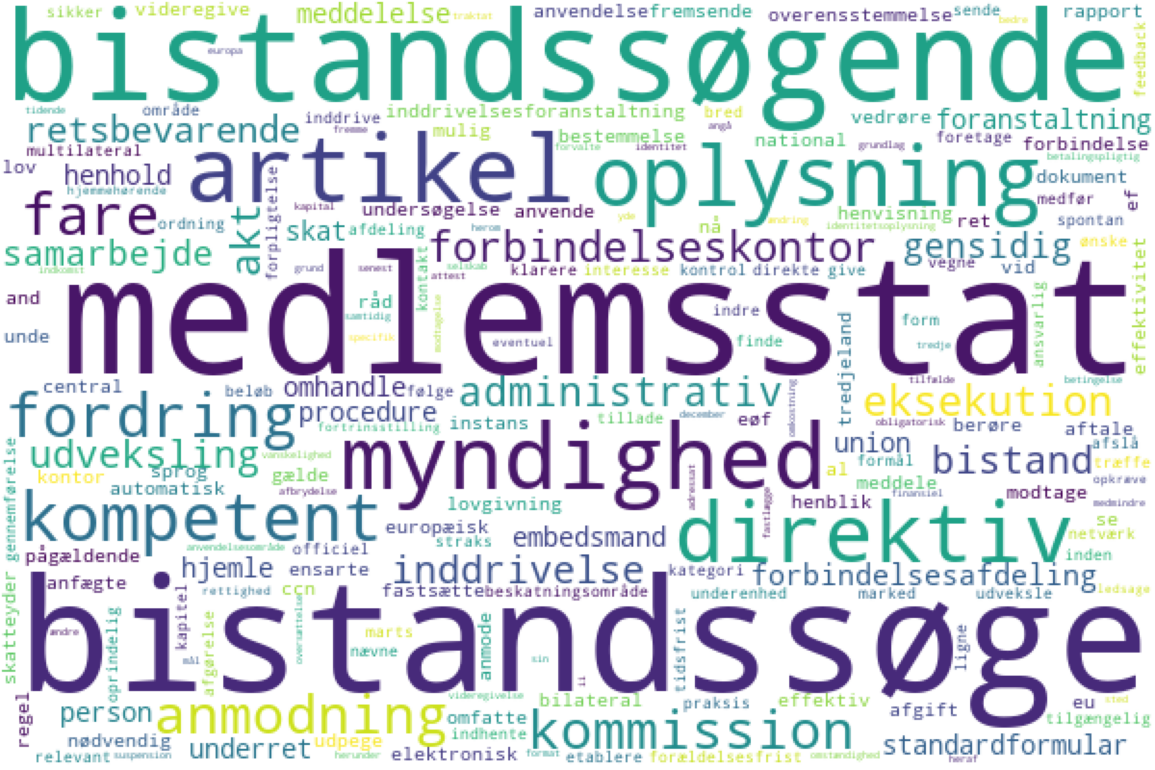 sikker videregive meddelelse traktat anvendelse fremsende overensstemmelse sende bedre rapport
bistandssøgende
europa
feedback
tidende område inddrive inddrivelsesforanstaltning bred vedrøre foranstaltning
retsbevarende fremme mulig bestemmelse angå national foretage forbindelse
multilateral artikel forvalte identitet grundlag betalingspligtig
lov henhold oplysning dokument
hjemmehørende
fare ordning forpligtelse kapital undersøgelse anvende yde ændring henvisning ret medfør spontan ef
akt skat afdeling herom nå identitetsoplysning
samarbejde forbindelseskontor gensidig ønske
indkomst grund senest attest selskab klarere interesse kontrol direkte give vegne vid
and medlemsstat
råd kontakt indre
samtidig form effektivitet
unde specifik modtagelse eventuel finde tredje ansvarlig
tredjeland
central beløb omhandle følge administrativ omkostning tilfælde betingelse
fordring procedure fortrinsstilling instans tillade december eøf eksekution
obligatorisk berøre aftale
udveksling vanskelighed myndighed union bistand afslå
kontor sprog gælde al formål træffe
automatisk afbrydelse adressat meddele finansiel opkræve
gennemførelse kompetent lovgivning fastlægge henblik modtage medmindre
europæisk embedsmand direktiv se
straks netværk
pågældende anvendelsesområde officiel inden
anfægte hjemle ensarte inddrivelse kategori forbindelsesafdeling
skatteyder rettighed ccn fastsætte beskatningsområde underenhed marked udveksle ledsage
bistandssøge
ændre oprindelig kapitel afgørelse oversættelse marts anmode tidsfrist ligne
mål nævne sin
ii
regel videregivelse bilateral praksis effektiv eu sted
person anmodning omfatte kommission afgift tilgængelig
nødvendig underret udpege indhente standardformular
relevant suspension herunder elektronisk format etablere forældelsesfrist omstændighed heraf